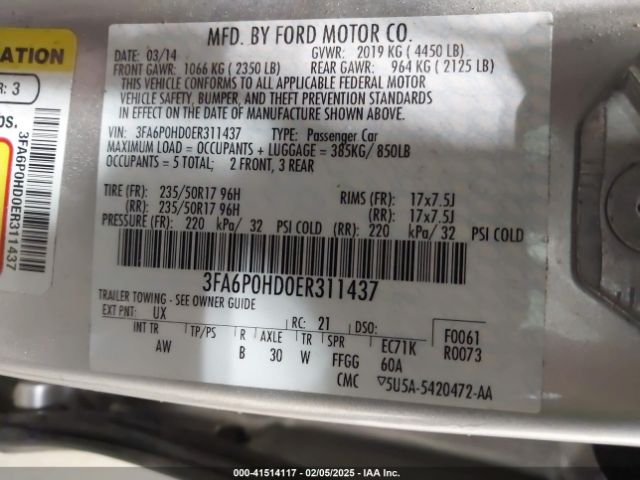 MFD. BY FORD MOTOR CO.
DATE: 03/14 GVWR: 2019 KG ( 4450 LB)
FRONT GAWR: 1066 KG ( 2350 LB) REAR GAWR: 964 KG ( 2125 LB)
THIS VEHICLE CONFORMS TO ALL APPLICABLE FEDERAL MOTOR
VEHICLE SAFETY, BUMPER, AND THEFT PREVENTION STANDARDS
IN EFFECT ON THE DATE OF MANUFACTURE SHOWN ABOVE.
VIN: 3FA6P0HD0ER311437 TYPE: Passenger Car
MAXIMUM LOAD = OCCUPANTS + LUGGAGE = 385KG/ 850LB
OCCUPANTS = 5 TOTAL; 2 FRONT, 3 REAR
TIRE (FR): 235/50R17 96H RIMS (FR): 17x7.5J
(RR): 235/50R17 96H (RR): 17x7.5J
PRESSURE (FR): 220 kPa/ 32 PSI COLD (RR): 220 kPa/ 32 PSI COLD
3FA6P0HD0ER311437
TRAILER TOWING - SEE OWNER GUIDE
EXT PNT: UX RC: 21 DSO: F0061
INT TR TP/PS R AXLE TR SPR EC71K R0073
AW B 30 W FFGG 60A
CMC ▽5U5A-5420472-AA
ATION
R: 3
bs.
3FA6P0HD0ER311437
000-41514117 - 02/05/2025 - IAA Inc.